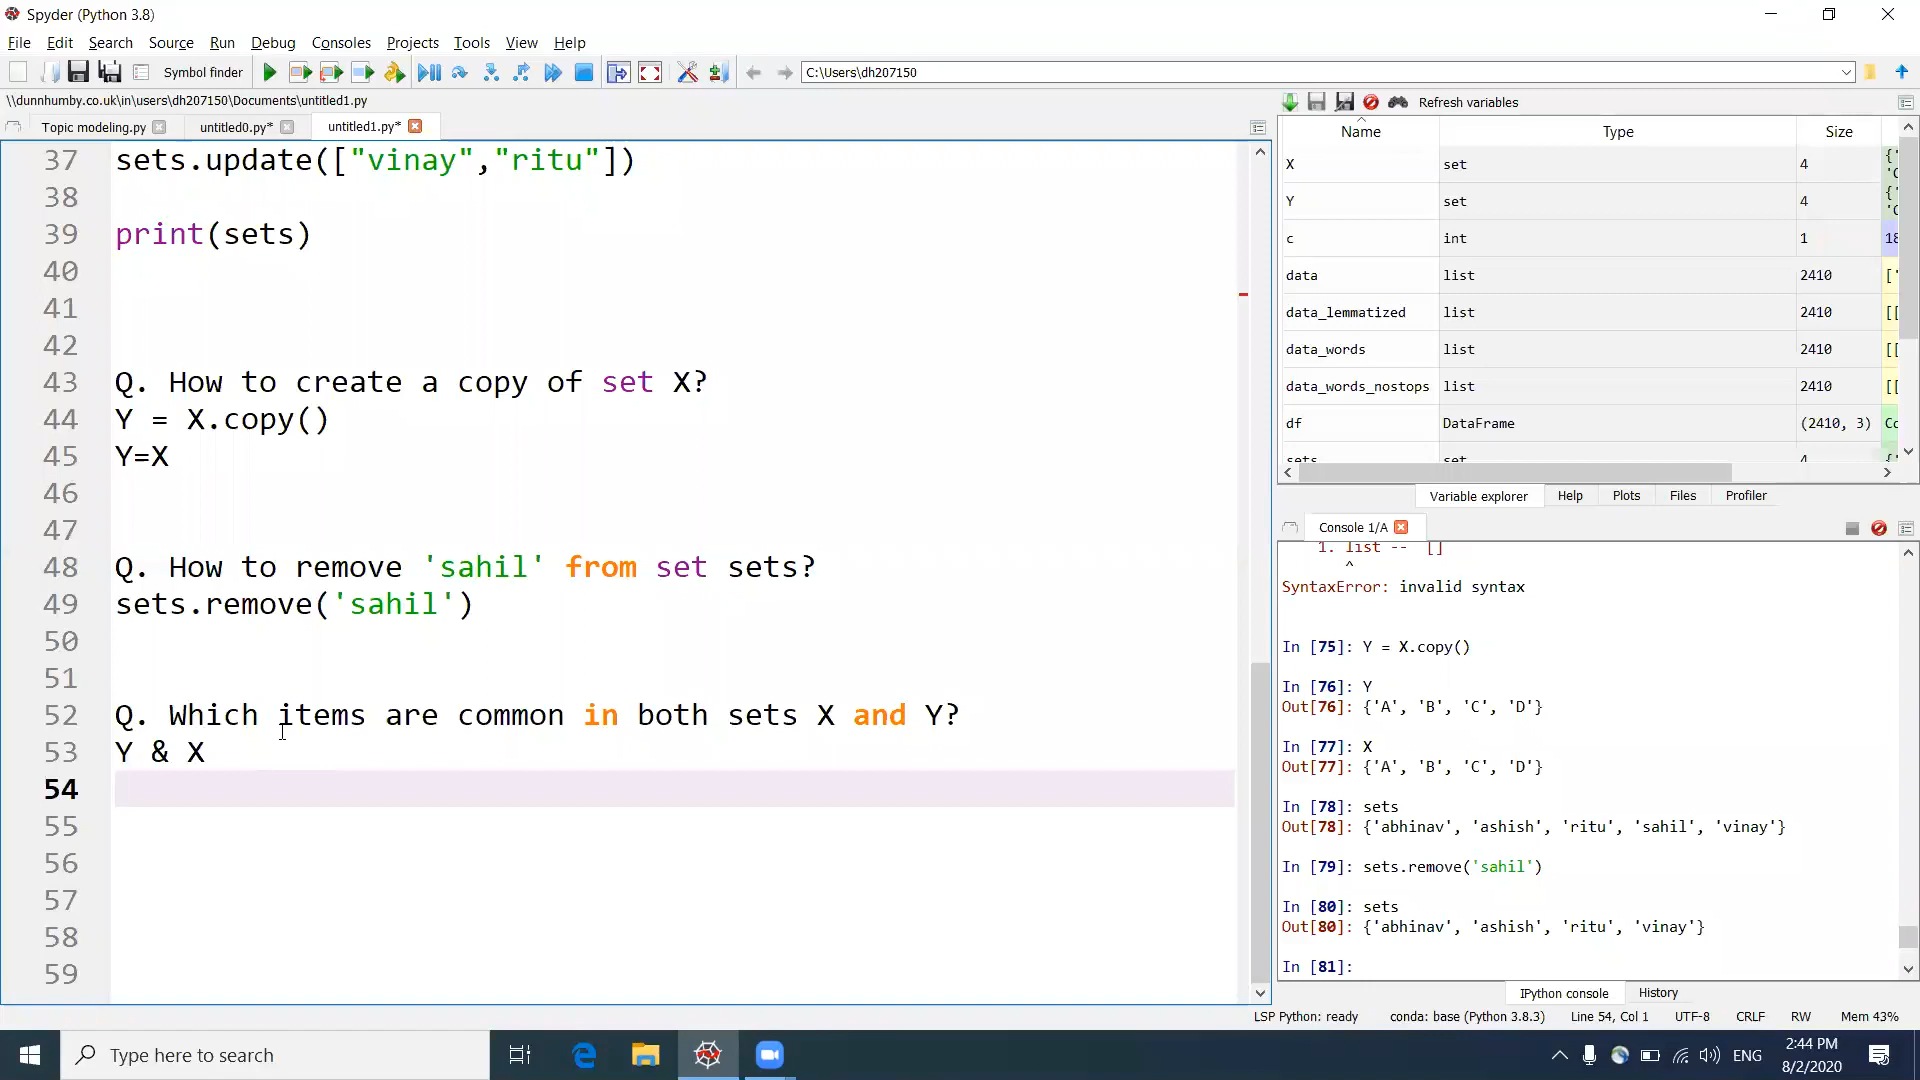 Spyder (Python 3.8)
File Edit Search Source Run Debug Consoles Projects Tools View Help
Symbol finder
C:\Users\dh207150
\\dunnhumby.co.uk\in\users\dh207150\Documents\untitled1.py
Topic modeling.py untitled0.py* untitled1.py*
37 sets.update(["vinay","ritu"])
38
39 print(sets)
40
41
42
43 Q. How to create a copy of set X?
44 Y = X.copy()
45 Y=X
46
47
48 Q. How to remove 'sahil' from set sets?
49 sets.remove('sahil')
50
51
52 Q. Which items are common in both sets X and Y?
53 Y & X
54
55
56
57
58
59
Refresh variables
Name Type Size
X set 4
Y set 4
c int 1 18
data list 2410 ['
data_lemmatized list 2410 [[
data_words list 2410 [[
data_words_nostops list 2410 [[
df DataFrame (2410, 3) Co
sets set 4
Variable explorer Help Plots Files Profiler
Console 1/A
1. list -- []
^
SyntaxError: invalid syntax
In [75]: Y = X.copy()
In [76]: Y
Out[76]: {'A', 'B', 'C', 'D'}
In [77]: X
Out[77]: {'A', 'B', 'C', 'D'}
In [78]: sets
Out[78]: {'abhinav', 'ashish', 'ritu', 'sahil', 'vinay'}
In [79]: sets.remove('sahil')
In [80]: sets
Out[80]: {'abhinav', 'ashish', 'ritu', 'vinay'}
In [81]:
IPython console History
LSP Python: ready conda: base (Python 3.8.3) Line 54, Col 1 UTF-8 CRLF RW Mem 43%
Type here to search
ENG
2:44 PM
8/2/2020